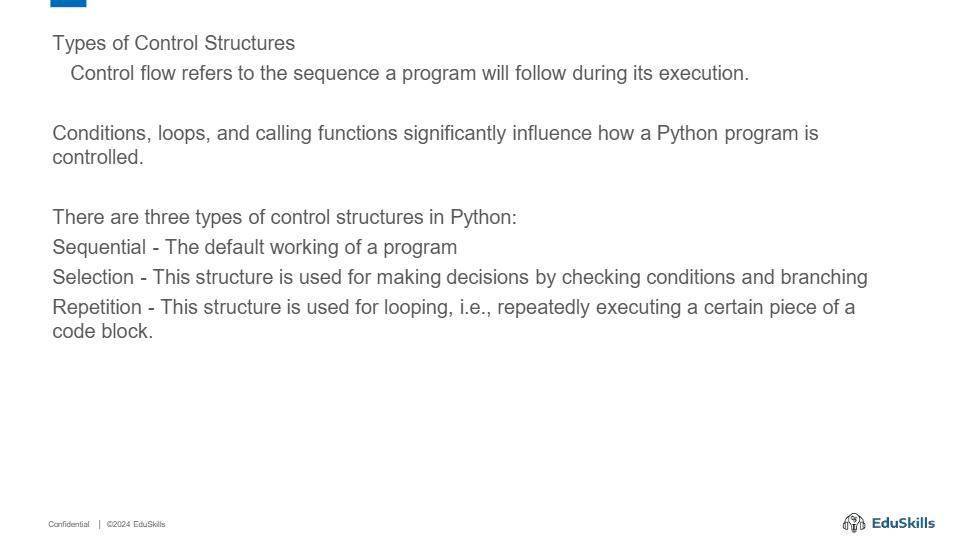 Types of Control Structures
Control flow refers to the sequence a program will follow during its execution.
Conditions, loops, and calling functions significantly influence how a Python program is
controlled.
There are three types of control structures in Python:
Sequential - The default working of a program
Selection - This structure is used for making decisions by checking conditions and branching
Repetition - This structure is used for looping, i.e., repeatedly executing a certain piece of a
code block.
Confidential | ©2024 EduSkills
EduSkills